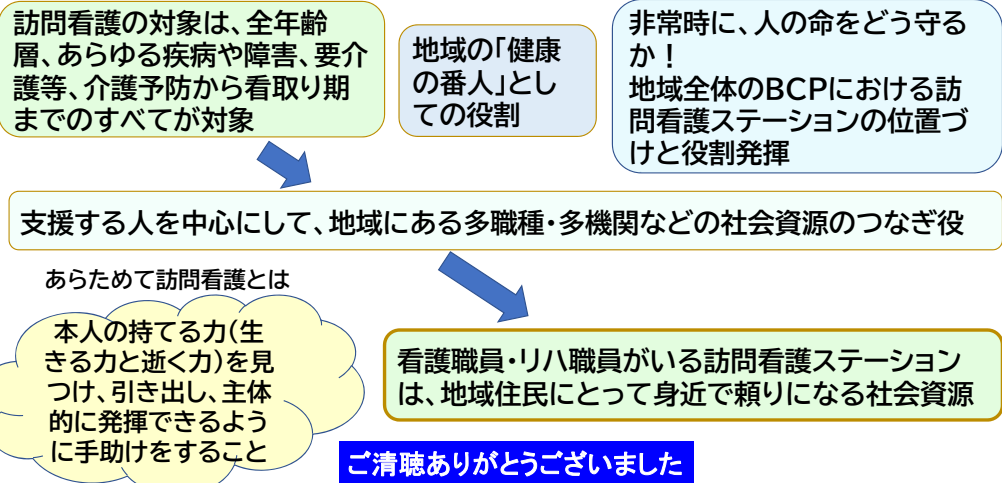 訪問看護の対象は、全年齢
層、あらゆる疾病や障害、要介
護等、介護予防から看取り期
までのすべてが対象
地域の「健康
の番人」とし
ての役割
非常時に、人の命をどう守る
か！
地域全体のBCPにおける訪
問看護ステーションの位置づ
けと役割発揮
支援する人を中心にして、地域にある多職種・多機関などの社会資源のつなぎ役
あらためて訪問看護とは
本人の持てる力（生
きる力と逝く力）を見
つけ、引き出し、主体
的に発揮できるよう
に手助けをすること
看護職員・リハ職員がいる訪問看護ステーション
は、地域住民にとって身近で頼りになる社会資源
ご清聴ありがとうございました